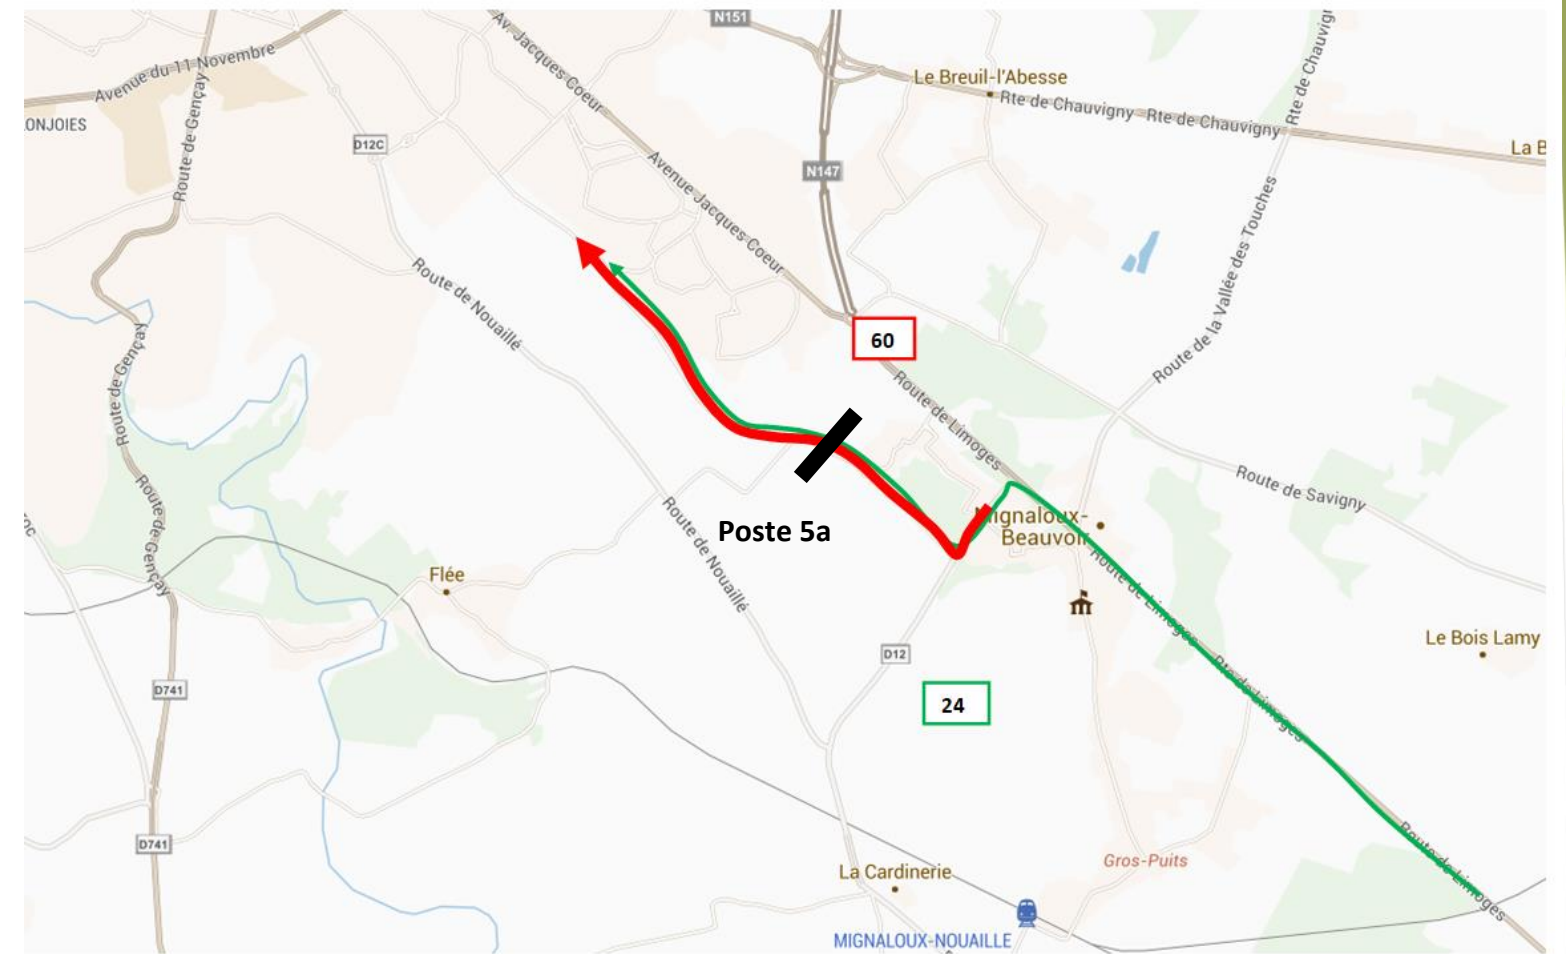 N151
Av. Jacques Coeur
Avenue du 11 Novembre
Route de Gençay
ONJOIES
D12C
Le Breuil-l'Abesse
Rte de Chauvigny
Rte de Chauvigny
Rte de Chauvigr
La B
N147
Avenue Jacques Coeur
Route de la Vallée des Touches
Route de Nouaillé
60
Route de Gençay
Route de Limoges
Route de Savigny
Route de Gençay
Route de Nouaillé
Poste 5a
Mignaloux-
Beauvoir
Flée
Route de Limoges
Rte de Limoges
Le Bois Lamy
D12
D741
24
D741
Gros-Puits
Route de Limoges
La Cardinerie
MIGNALOUX-NOUAILLE